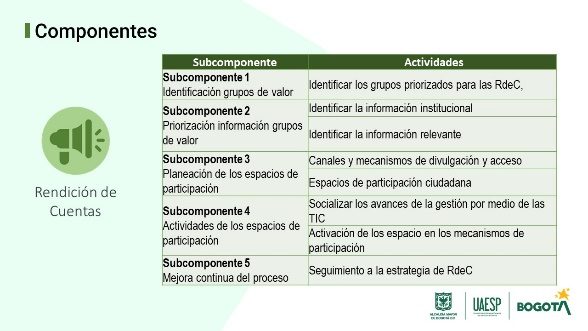 Componentes
Rendición de
Cuentas
Subcomponente
Actividades
Subcomponente 1
Identificación grupos de valor
Identificar los grupos priorizados para las RdeC,
Subcomponente 2
Priorización información grupos
de valor
Identificar la información institucional
Identificar la información relevante
Subcomponente 3
Planeación de los espacios de
participación
Canales y mecanismos de divulgación y acceso
Espacios de participación ciudadana
Subcomponente 4
Actividades de los espacios de
participación
Socializar los avances de la gestión por medio de las
TIC
Activación de los espacio en los mecanismos de
participación
Subcomponente 5
Mejora continua del proceso
Seguimiento a la estrategia de RdeC
ALCALDÍA MAYOR
DE BOGOTÁ D.C.
UAESP
BOGOTÁ